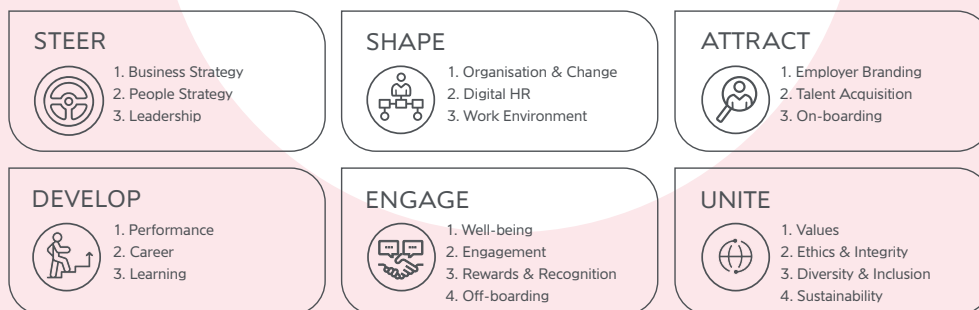 STEER
1. Business Strategy
2. People Strategy
3. Leadership
SHAPE
1. Organisation & Change
2. Digital HR
3. Work Environment
ATTRACT
1. Employer Branding
2. Talent Acquisition
3. On-boarding
DEVELOP
1. Performance
2. Career
3. Learning
ENGAGE
1. Well-being
2. Engagement
3. Rewards & Recognition
4. Off-boarding
UNITE
1. Values
2. Ethics & Integrity
3. Diversity & Inclusion
4. Sustainability